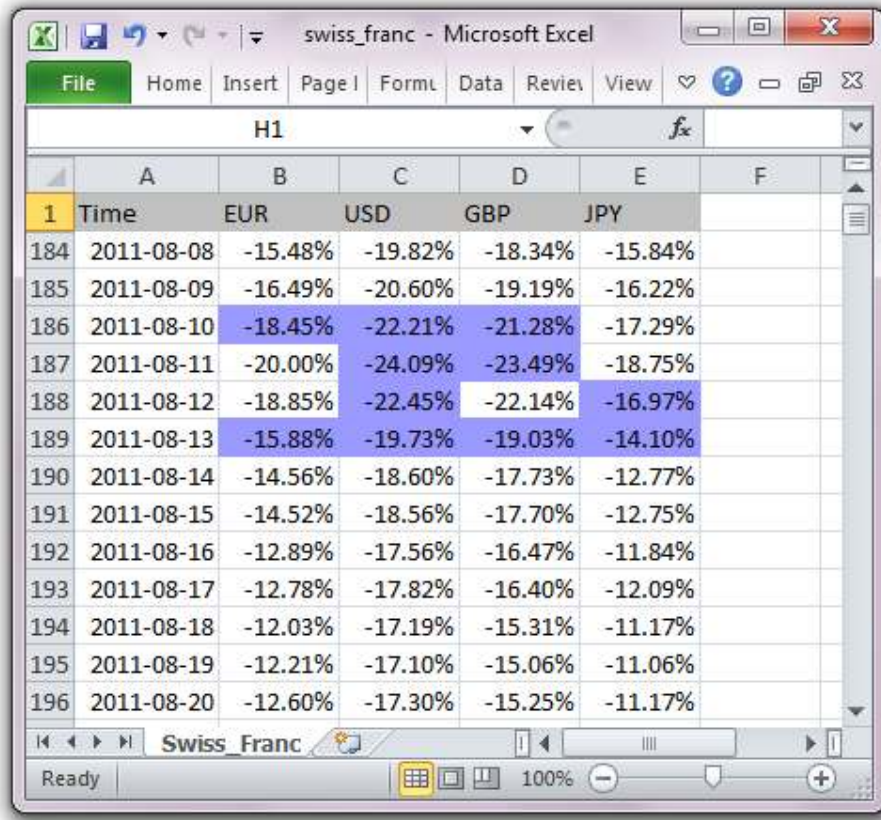 swiss_franc - Microsoft Excel
File Home Insert Page l Formu Data Review View
H1 fx
A B C D E F
1 Time EUR USD GBP JPY
184 2011-08-08 -15.48% -19.82% -18.34% -15.84%
185 2011-08-09 -16.49% -20.60% -19.19% -16.22%
186 2011-08-10 -18.45% -22.21% -21.28% -17.29%
187 2011-08-11 -20.00% -24.09% -23.49% -18.75%
188 2011-08-12 -18.85% -22.45% -22.14% -16.97%
189 2011-08-13 -15.88% -19.73% -19.03% -14.10%
190 2011-08-14 -14.56% -18.60% -17.73% -12.77%
191 2011-08-15 -14.52% -18.56% -17.70% -12.75%
192 2011-08-16 -12.89% -17.56% -16.47% -11.84%
193 2011-08-17 -12.78% -17.82% -16.40% -12.09%
194 2011-08-18 -12.03% -17.19% -15.31% -11.17%
195 2011-08-19 -12.21% -17.10% -15.06% -11.06%
196 2011-08-20 -12.60% -17.30% -15.25% -11.17%
Swiss_Franc
Ready 100%